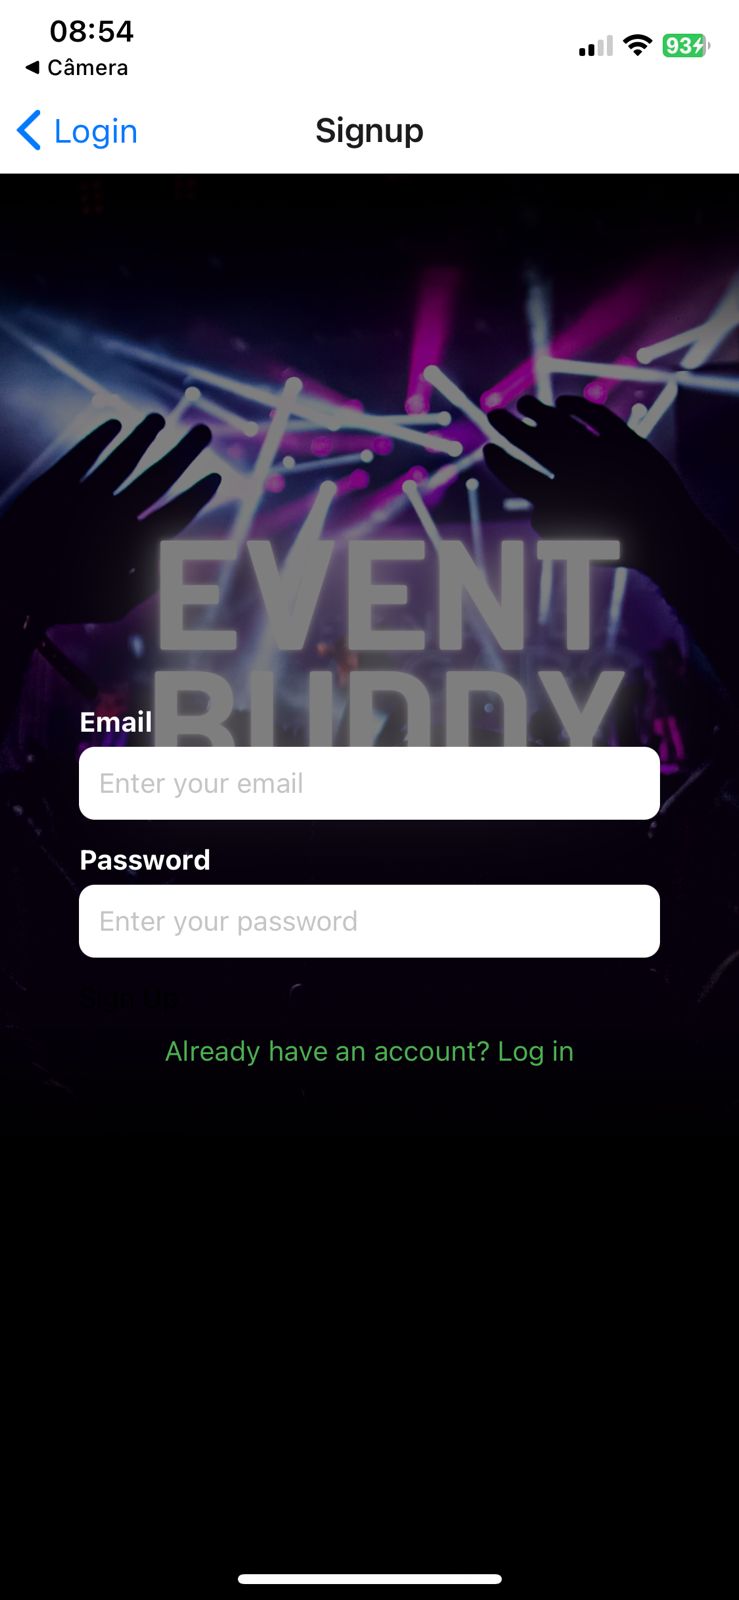 08:54
93
◀ Câmera
Login
Signup
EVENT
BUDDY
Email
Enter your email
Password
Enter your password
Sign Up
Already have an account? Log in